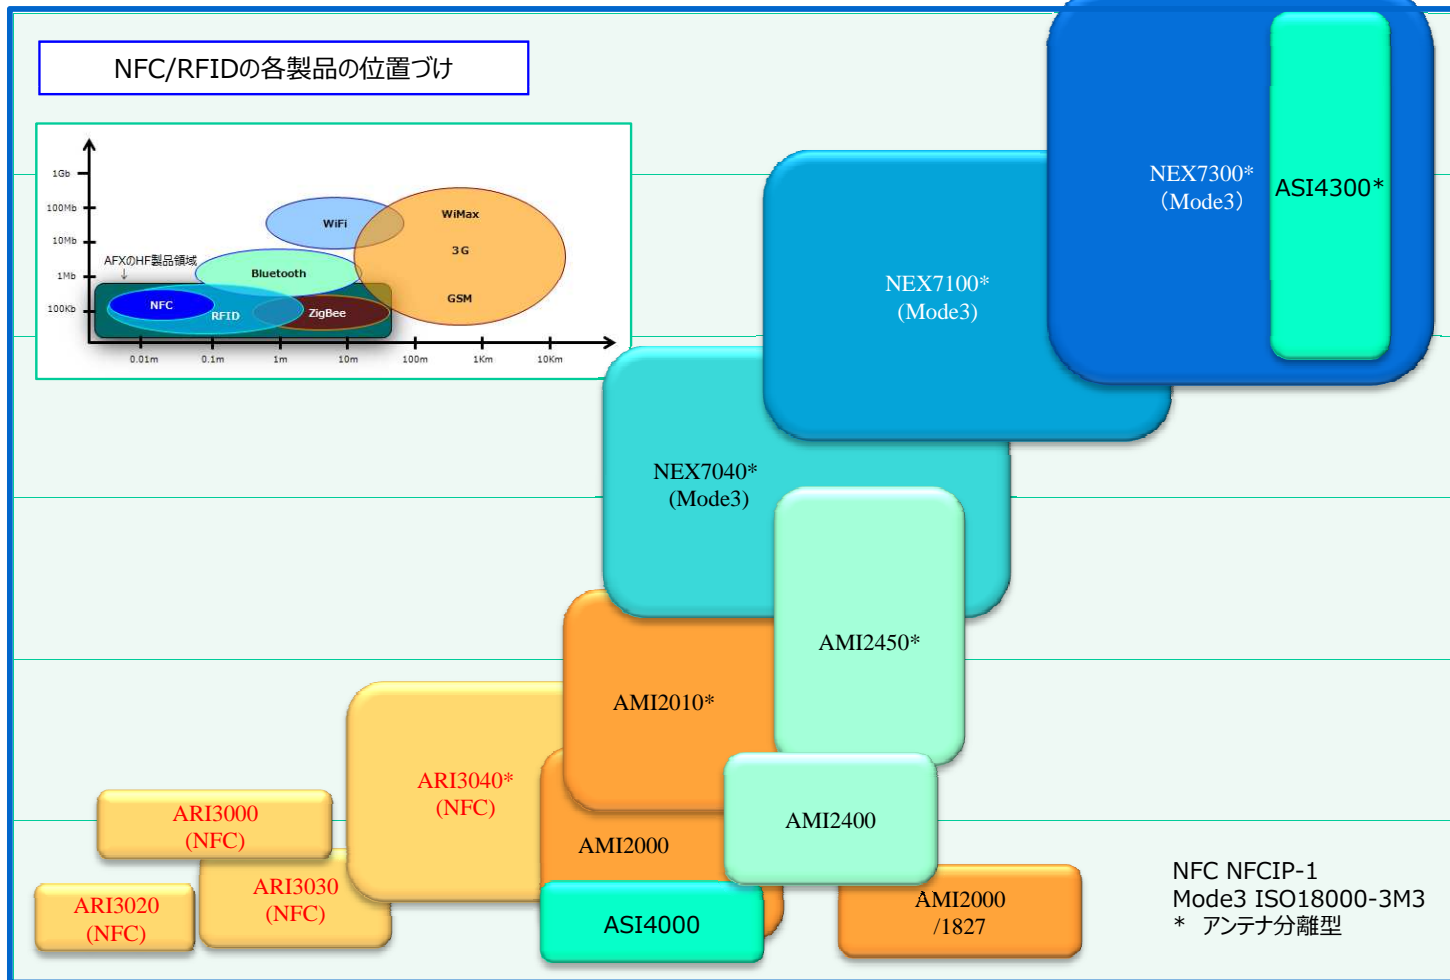 NFC/RFIDの各製品の位置づけ
1Gb
100Mb
10Mb
1Mb
100Kb
AFXのHF製品領域
↓
WiFi
WiMax
3G
GSM
Bluetooth
NFC
RFID
ZigBee
0.01m
0.1m
1m
10m
100m
1Km
10Km
NEX7300*
（Mode3）
ASI4300*
NEX7100*
(Mode3)
NEX7040*
(Mode3)
AMI2450*
AMI2010*
ARI3040*
(NFC)
AMI2400
AMI2000
ARI3000
(NFC)
ARI3030
(NFC)
ARI3020
(NFC)
ASI4000
AMI2000
/1827
NFC NFCIP-1
Mode3 ISO18000-3M3
* アンテナ分離型